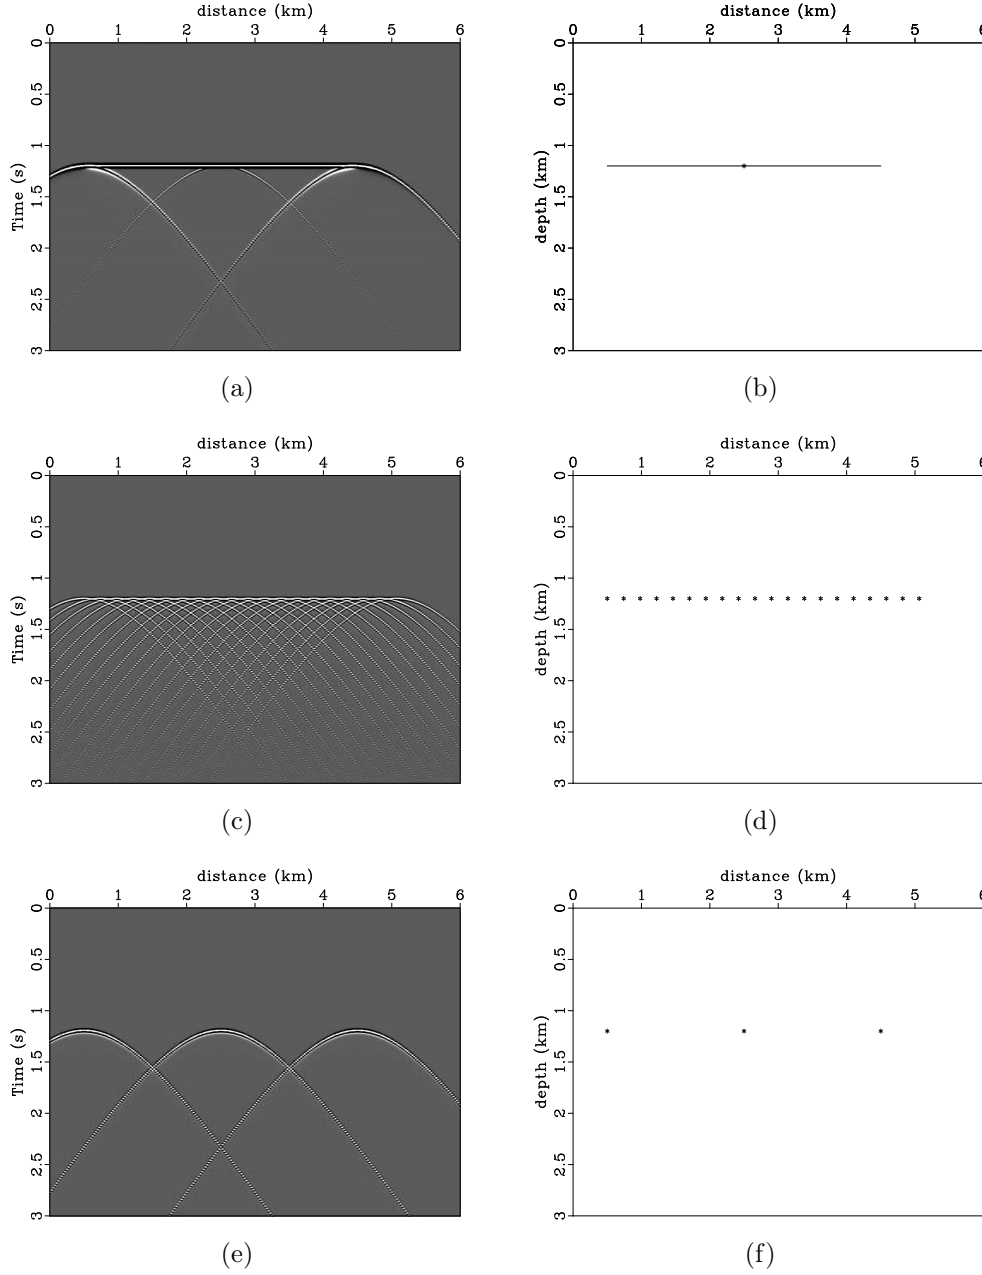 distance (km)
0 1 2 3 4 5 6
Time (s)
0 0.5 1 1.5 2 2.5 3
(a)
distance (km)
0 1 2 3 4 5 6
depth (km)
0 0.5 1 1.5 2 2.5 3
(b)
distance (km)
0 1 2 3 4 5 6
Time (s)
0 0.5 1 1.5 2 2.5 3
(c)
distance (km)
0 1 2 3 4 5 6
depth (km)
0 0.5 1 1.5 2 2.5 3
(d)
distance (km)
0 1 2 3 4 5 6
Time (s)
0 0.5 1 1.5 2 2.5 3
(e)
distance (km)
0 1 2 3 4 5 6
depth (km)
0 0.5 1 1.5 2 2.5 3
(f)